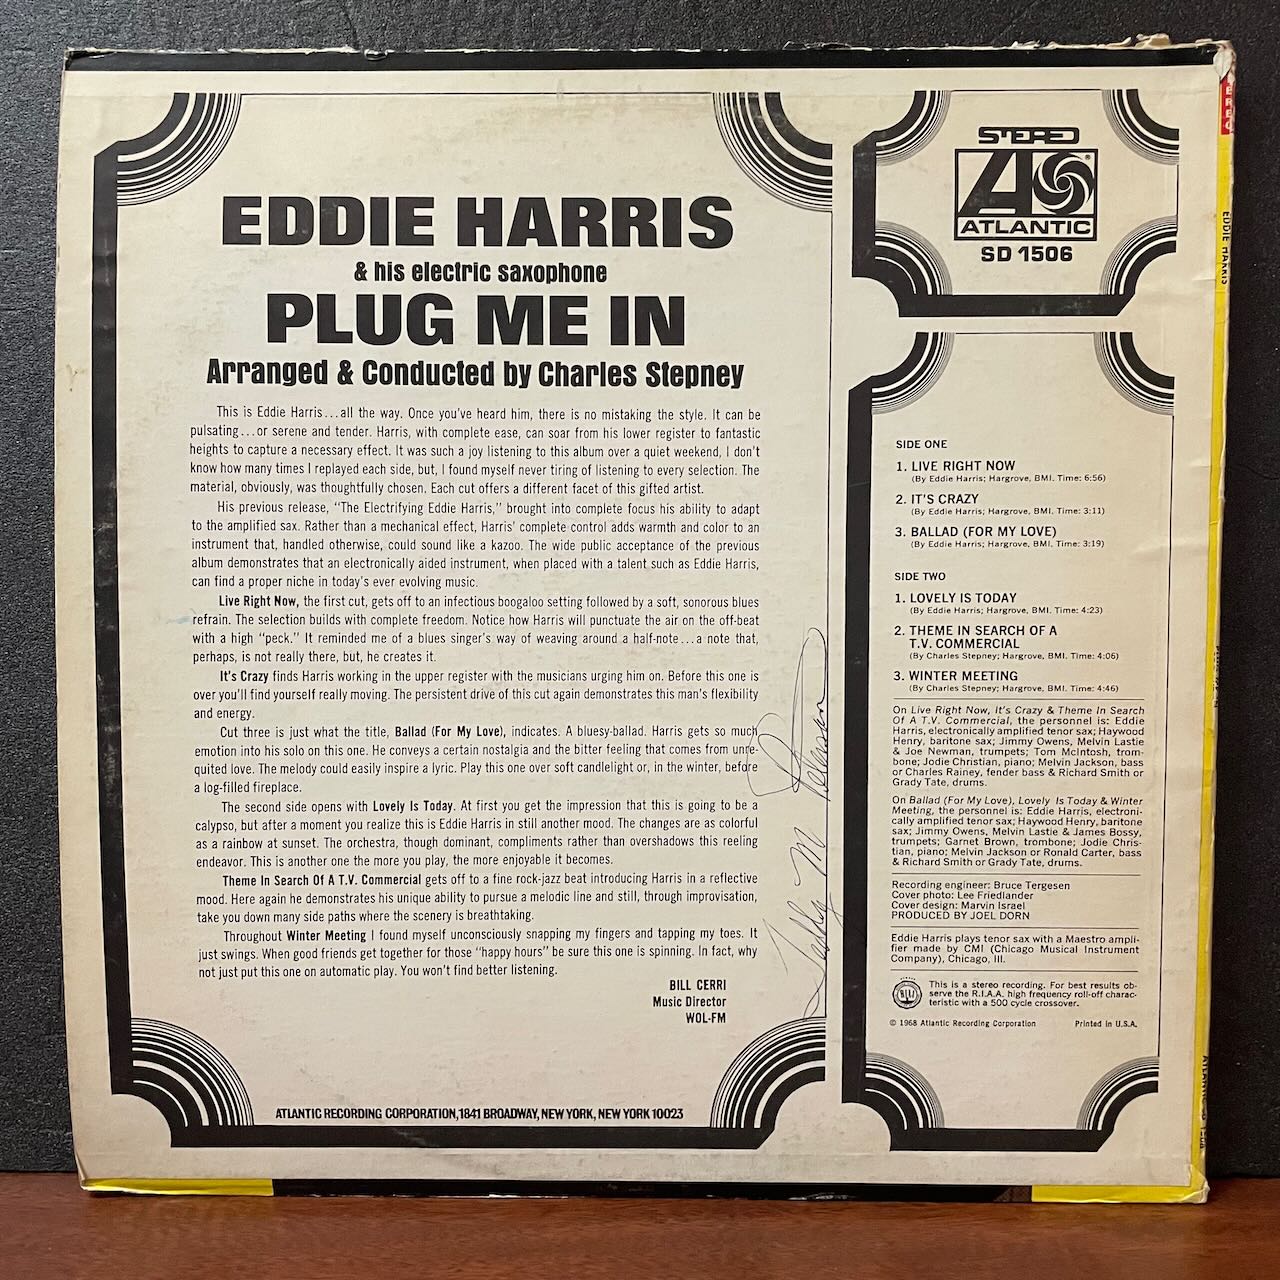 EDDIE HARRIS
& his electric saxophone
PLUG ME IN
Arranged & Conducted by Charles Stepney
This is Eddie Harris...all the way. Once you've heard him, there is no mistaking the style. It can be
pulsating...or serene and tender. Harris, with complete ease, can soar from his lower register to fantastic
heights to capture a necessary effect. It was such a joy listening to this album over a quiet weekend, I don't
know how many times I replayed each side, but, I found myself never tiring of listening to every selection. The
material, obviously, was thoughtfully chosen. Each cut offers a different facet of this gifted artist.
His previous release, "The Electrifying Eddie Harris," brought into complete focus his ability to adapt
to the amplified sax. Rather than a mechanical effect, Harris' complete control adds warmth and color to an
instrument that, handled otherwise, could sound like a kazoo. The wide public acceptance of the previous
album demonstrates that an electronically aided instrument, when placed with a talent such as Eddie Harris,
can find a proper niche in today's ever evolving music.
Live Right Now, the first cut, gets off to an infectious boogaloo setting followed by a soft, sonorous blues
refrain. The selection builds with complete freedom. Notice how Harris will punctuate the air on the off-beat
with a high "peck." It reminded me of a blues singer's way of weaving around a half-note...a note that,
perhaps, is not really there, but, he creates it.
It's Crazy finds Harris working in the upper register with the musicians urging him on. Before this one is
over you'll find yourself really moving. The persistent drive of this cut again demonstrates this man's flexibility
and energy.
Cut three is just what the title, Ballad (For My Love), indicates. A bluesy-ballad. Harris gets so much
emotion into his solo on this one. He conveys a certain nostalgia and the bitter feeling that comes from unre-
quited love. The melody could easily inspire a lyric. Play this one over soft candlelight or, in the winter, before
a log-filled fireplace.
The second side opens with Lovely Is Today. At first you get the impression that this is going to be a
calypso, but after a moment you realize this is Eddie Harris in still another mood. The changes are as colorful
as a rainbow at sunset. The orchestra, though dominant, compliments rather than overshadows this reeling
endeavor. This is another one the more you play, the more enjoyable it becomes.
Theme In Search Of A T.V. Commercial gets off to a fine rock-jazz beat introducing Harris in a reflective
mood. Here again he demonstrates his unique ability to pursue a melodic line and still, through improvisation,
take you down many side paths where the scenery is breathtaking.
Throughout Winter Meeting I found myself unconsciously snapping my fingers and tapping my toes. It
just swings. When good friends get together for those "happy hours" be sure this one is spinning. In fact, why
not just put this one on automatic play. You won't find better listening.
BILL CERRI
Music Director
WOL-FM
ATLANTIC RECORDING CORPORATION, 1841 BROADWAY, NEW YORK, NEW YORK 10023
M Peterson
STEREO
ATLANTIC
SD 1506
SIDE ONE
1. LIVE RIGHT NOW
(By Eddie Harris; Hargrove, BMI. Time: 6:56)
2. IT'S CRAZY
(By Eddie Harris; Hargrove, BMI. Time: 3:11)
3. BALLAD (FOR MY LOVE)
(By Eddie Harris; Hargrove, BMI. Time: 3:19)
SIDE TWO
1. LOVELY IS TODAY
(By Eddie Harris; Hargrove, BMI. Time: 4:23)
2. THEME IN SEARCH OF A
T.V. COMMERCIAL
(By Charles Stepney; Hargrove, BMI. Time: 4:06)
3. WINTER MEETING
(By Charles Stepney; Hargrove, BMI. Time: 4:46)
On Live Right Now, It's Crazy & Theme In Search
Of A T.V. Commercial, the personnel is: Eddie
Harris, electronically amplified tenor sax; Haywood
Henry, baritone sax; Jimmy Owens, Melvin Lastie
& Joe Newman, trumpets; Tom McIntosh, trom-
bone; Jodie Christian, piano; Melvin Jackson, bass
or Charles Rainey, fender bass & Richard Smith or
Grady Tate, drums.
On Ballad (For My Love), Lovely Is Today & Winter
Meeting, the personnel is: Eddie Harris, electroni-
cally amplified tenor sax; Haywood Henry, baritone
sax; Jimmy Owens, Melvin Lastie & James Bossy,
trumpets; Garnet Brown, trombone; Jodie Chris-
tian, piano; Melvin Jackson or Ronald Carter, bass
& Richard Smith or Grady Tate, drums.
Recording engineer: Bruce Tergesen
Cover photo: Lee Friedlander
Cover design: Marvin Israel
PRODUCED BY JOEL DORN
Eddie Harris plays tenor sax with a Maestro ampli-
fier made by CMI (Chicago Musical Instrument
Company), Chicago, Ill.
This is a stereo recording. For best results ob-
serve the R.I.A.A. high frequency roll-off charac-
teristic with a 500 cycle crossover.
© 1968 Atlantic Recording Corporation Printed in U.S.A.
EDDIE HARRIS